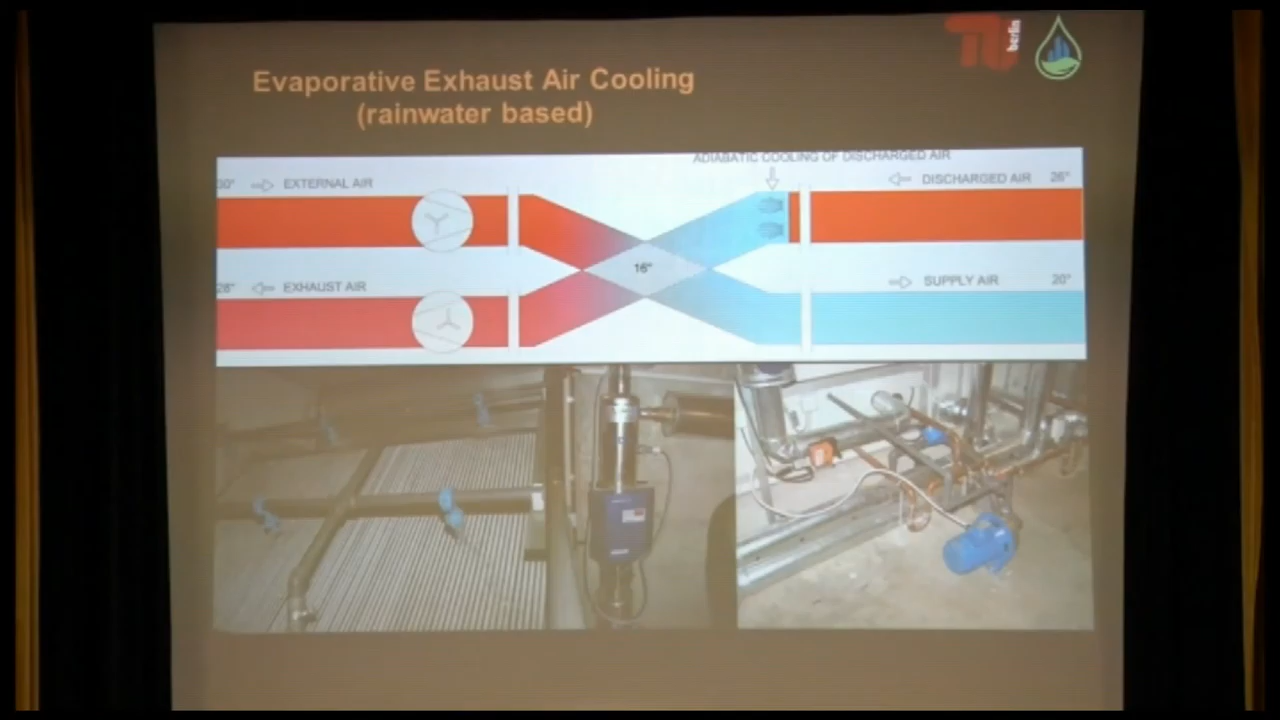 TU berlin
Evaporative Exhaust Air Cooling
(rainwater based)
ADIABATIC COOLING OF DISCHARGED AIR
30° EXTERNAL AIR
DISCHARGED AIR 26°
16°
28° EXHAUST AIR
SUPPLY AIR 20°